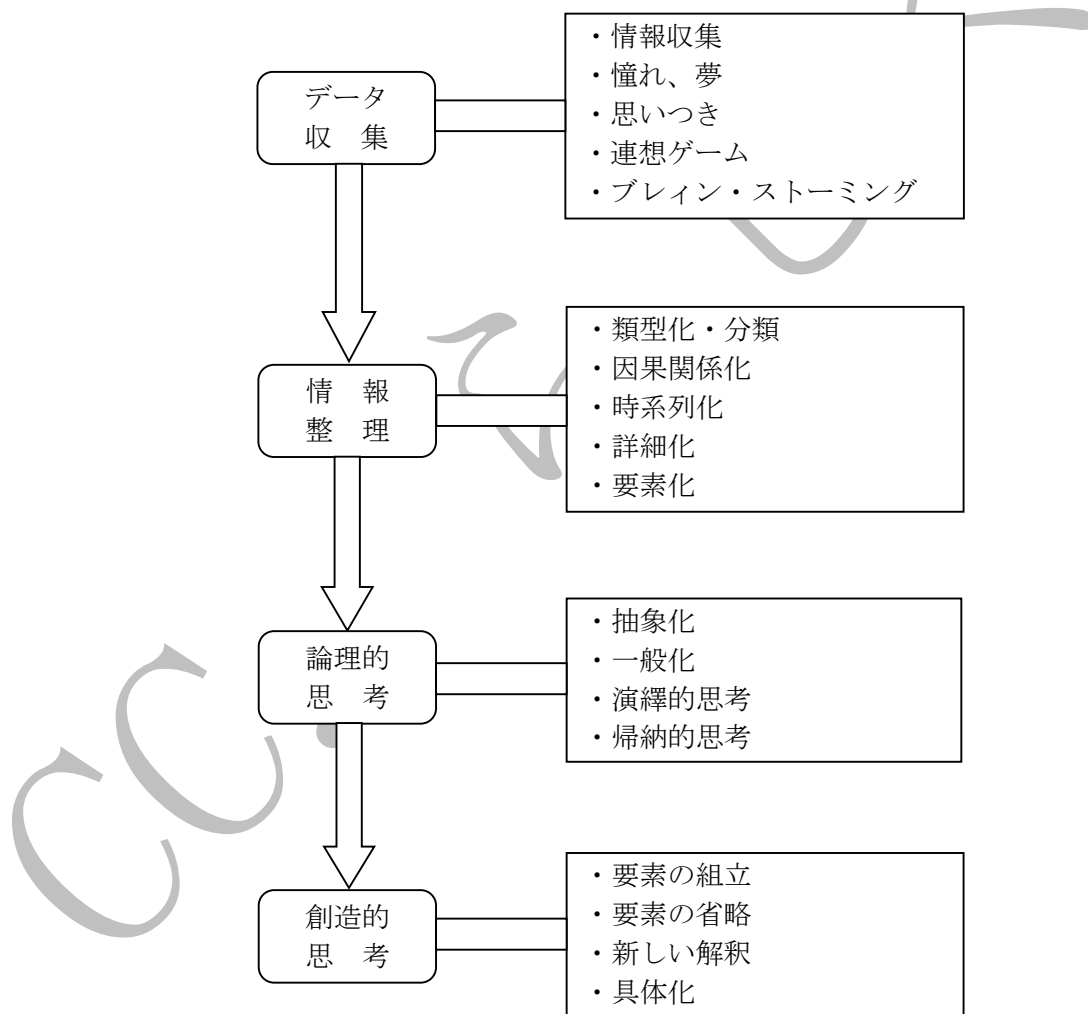 データ
収 集
・情報収集
・憧れ、夢
・思いつき
・連想ゲーム
・ブレィン・ストーミング
情 報
整 理
・類型化・分類
・因果関係化
・時系列化
・詳細化
・要素化
論理的
思 考
・抽象化
・一般化
・演繹的思考
・帰納的思考
創造的
思 考
・要素の組立
・要素の省略
・新しい解釈
・具体化